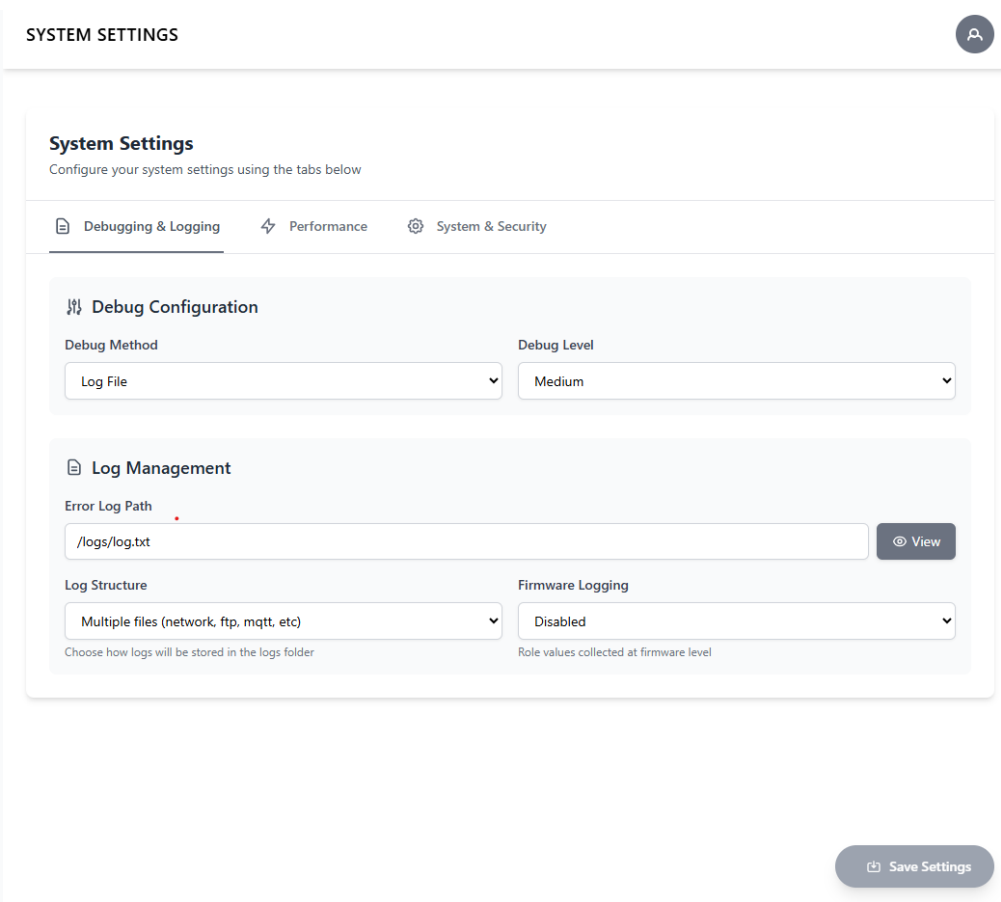 SYSTEM SETTINGS
System Settings
Configure your system settings using the tabs below
Debugging & Logging
Performance
System & Security
Debug Configuration
Debug Method
Debug Level
Log File
Medium
Log Management
Error Log Path
/logs/log.txt
View
Log Structure
Firmware Logging
Multiple files (network, ftp, mqtt, etc)
Disabled
Choose how logs will be stored in the logs folder
Role values collected at firmware level
Save Settings